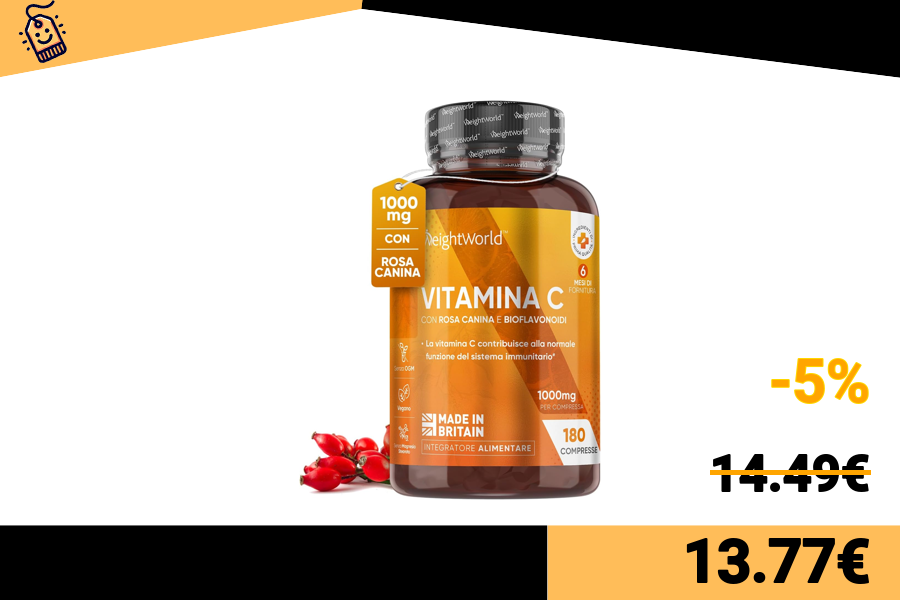 WeightWorld
1000
mg
CON
ROSA
CANINA
WeightWorld™
6
MESI DI
FORNITURA
VITAMINA C
CON ROSA CANINA E BIOFLAVONOIDI
• La vitamina C contribuisce alla normale
funzione del sistema immunitario*
Vegano
1000mg
PER COMPRESSA
MADE IN
BRITAIN
INTEGRATORE ALIMENTARE
180
COMPRESSE
-5%
14.49€
13.77€